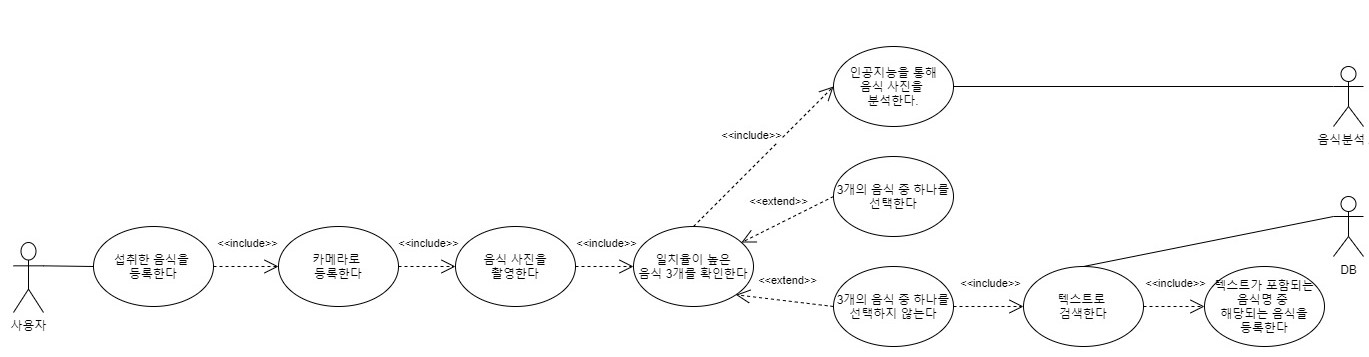 인공지능을 통해
음식 사진을
분석한다.
음식분석
<<include>>
3개의 음식 중 하나를
선택한다
<<extend>>
섭취한 음식을
등록한다
<<include>>
카메라로
등록한다
<<include>>
음식 사진을
촬영한다
<<include>>
일치율이 높은
음식 3개를 확인한다
<<extend>>
3개의 음식 중 하나를
선택하지 않는다
<<include>>
텍스트로
검색한다
<<include>>
텍스트가 포함되는
음식명 중
해당되는 음식을
등록한다
DB
사용자